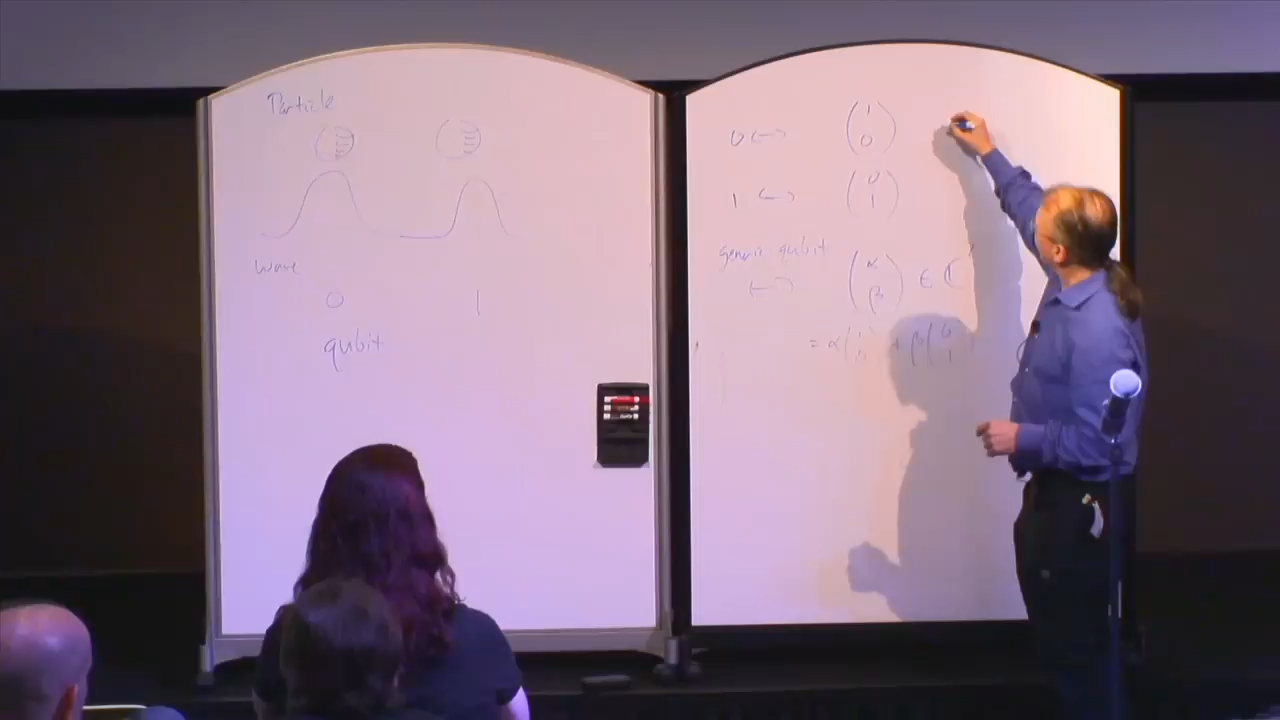 Particle
Wave
0 1
qubit
0 ↔ (1 0)
1 ↔ (0 1)
generic qubit
↔ (α β) ∈ ℂ
= α(1 0) + β(0 1)